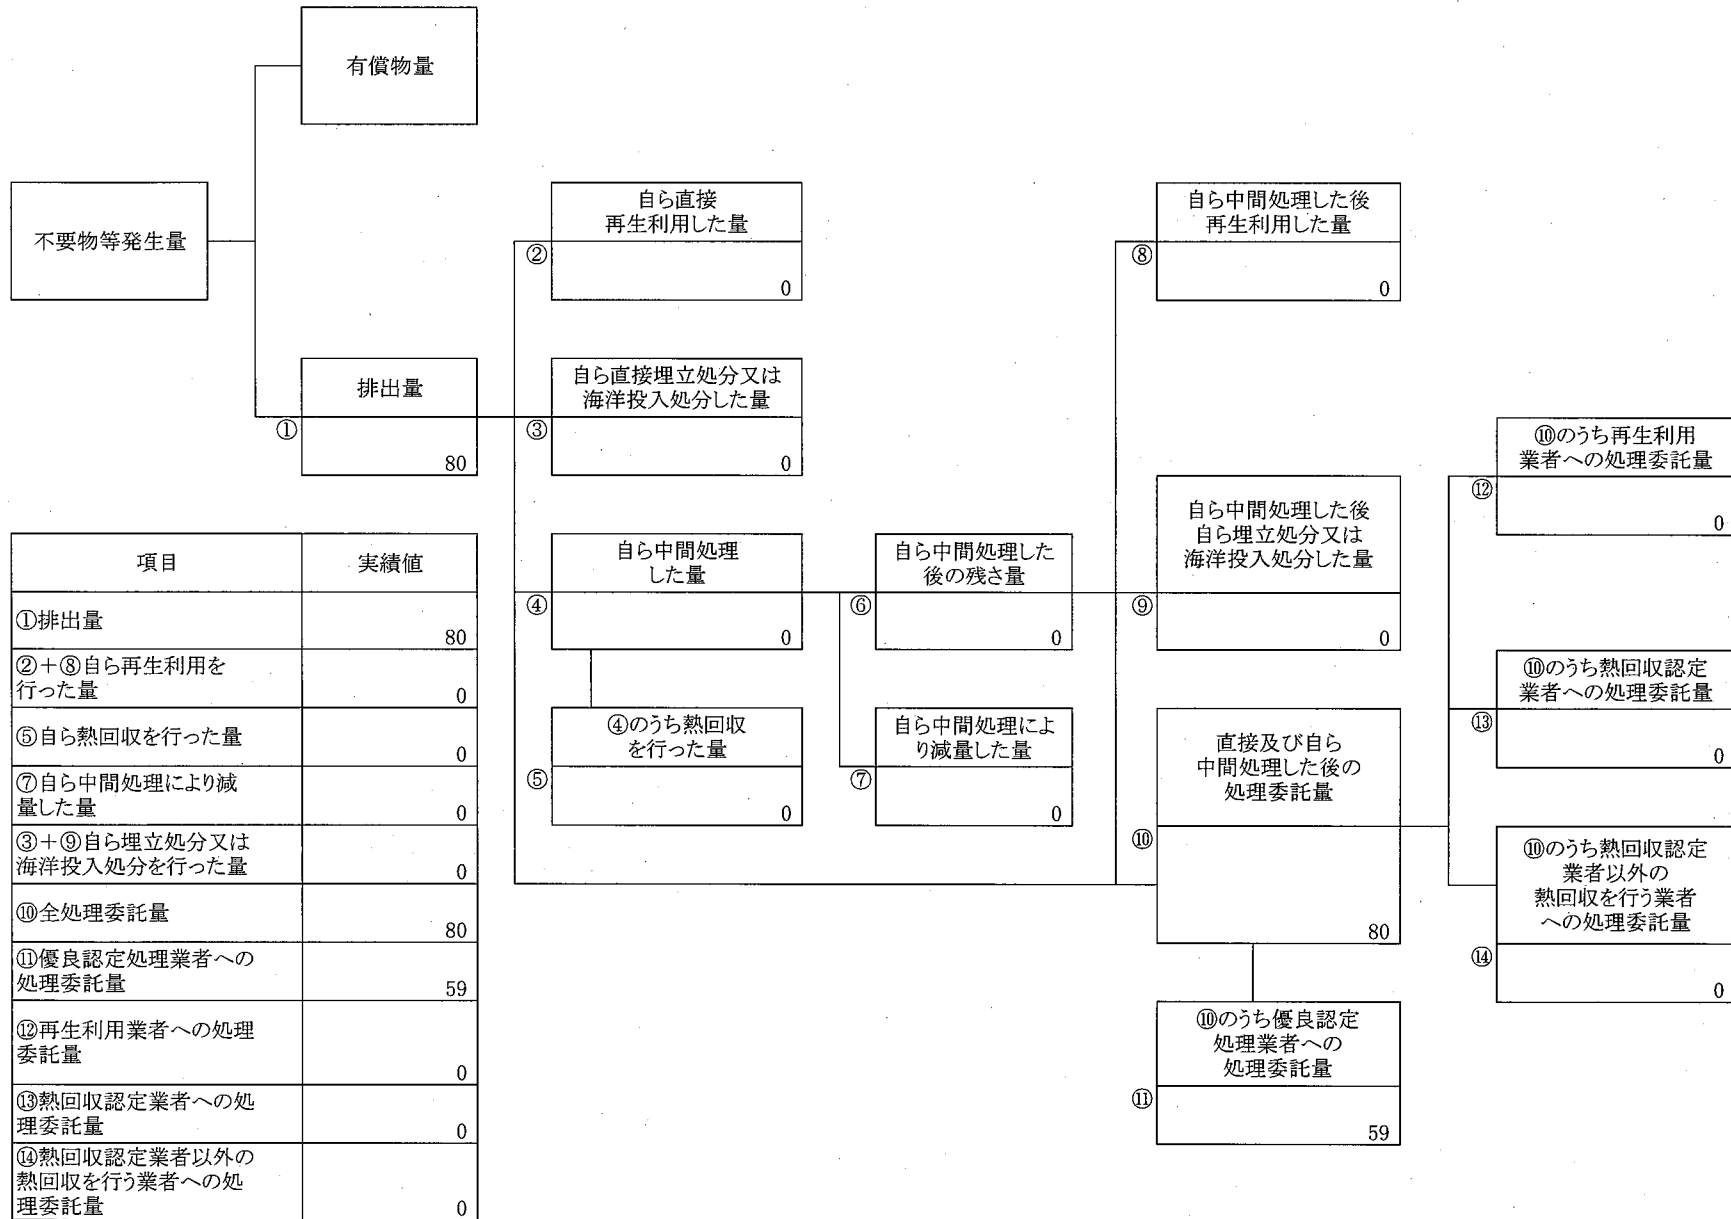 有償物量
不要物等発生量
自ら直接
再生利用した量
②
0
自ら中間処理した後
再生利用した量
⑧
0
排出量
①
80
自ら直接埋立処分又は
海洋投入処分した量
③
0
⑩のうち再生利用
業者への処理委託量
⑫
0
自ら中間処理した後
自ら埋立処分又は
海洋投入処分した量
⑨
0
自ら中間処理
した量
④
0
自ら中間処理した
後の残さ量
⑥
0
⑩のうち熱回収認定
業者への処理委託量
⑬
0
④のうち熱回収
を行った量
⑤
0
自ら中間処理によ
り減量した量
⑦
0
直接及び自ら
中間処理した後の
処理委託量
⑩
80
⑩のうち熱回収認定
業者以外の
熱回収を行う業者
への処理委託量
⑭
0
⑩のうち優良認定
処理業者への
処理委託量
⑪
59
項目 実績値
①排出量
80
②+⑧自ら再生利用を
行った量 0
⑤自ら熱回収を行った量
0
⑦自ら中間処理により減
量した量 0
③+⑨自ら埋立処分又は
海洋投入処分を行った量 0
⑩全処理委託量
80
⑪優良認定処理業者への
処理委託量 59
⑫再生利用業者への処理
委託量
0
⑬熱回収認定業者への処
理委託量 0
⑭熱回収認定業者以外の
熱回収を行う業者への処
理委託量 0